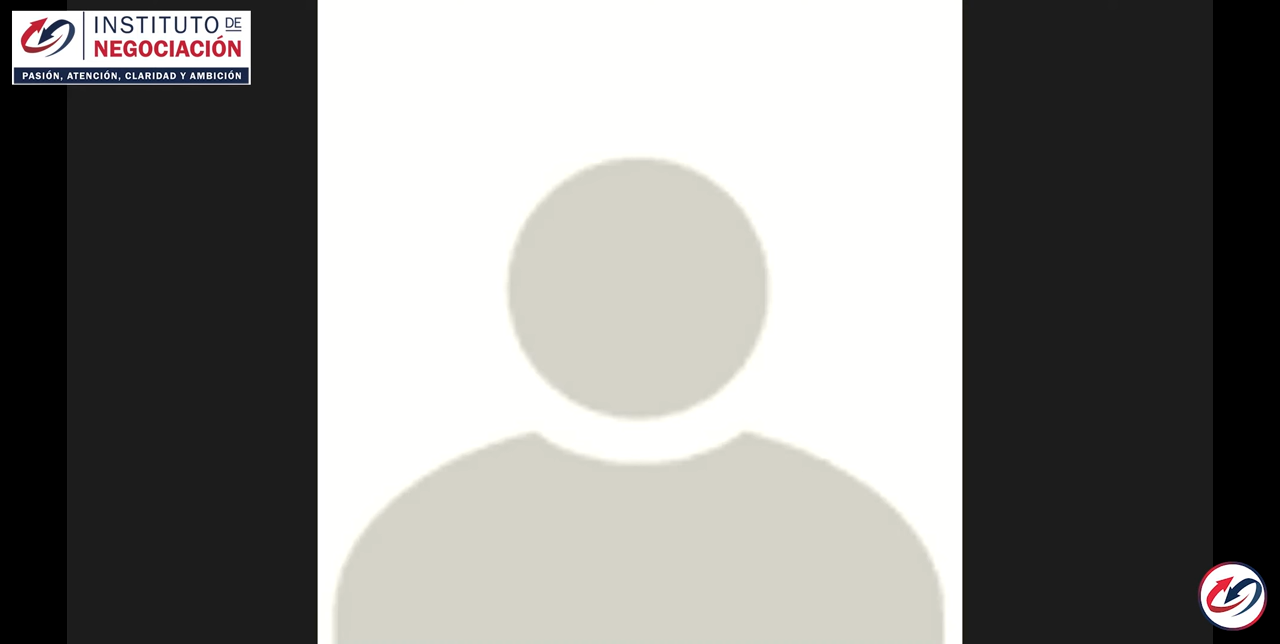 INSTITUTO DE
NEGOCIACIÓN
PASIÓN, ATENCIÓN, CLARIDAD Y AMBICIÓN